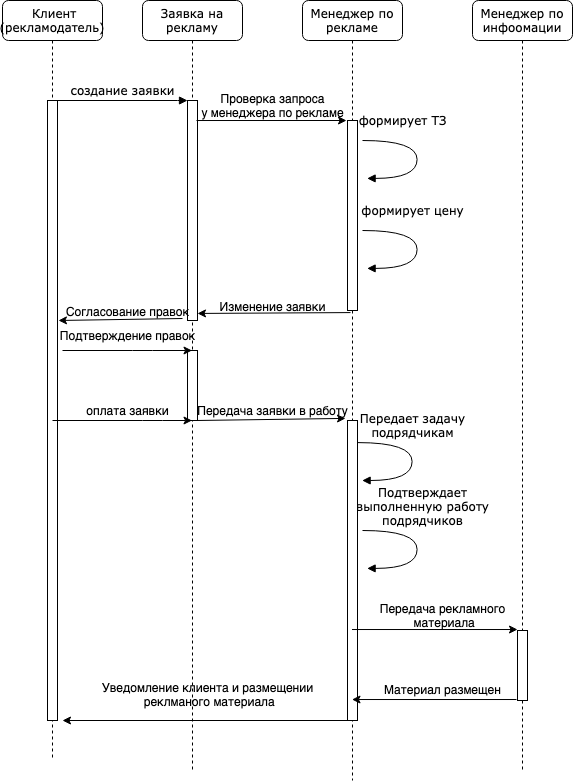 Клиент
(рекламодатель)
Заявка на
рекламу
Менеджер по
рекламе
Менеджер по
инфоомации
создание заявки
Проверка запроса
у менеджера по рекламе
формирует ТЗ
формирует цену
Изменение заявки
Согласование правок
Подтверждение правок
оплата заявки
Передача заявки в работу
Передает задачу
подрядчикам
Подтверждает
выполненную работу
подрядчиков
Передача рекламного
материала
Материал размещен
Уведомление клиента и размещении
реклманого материала